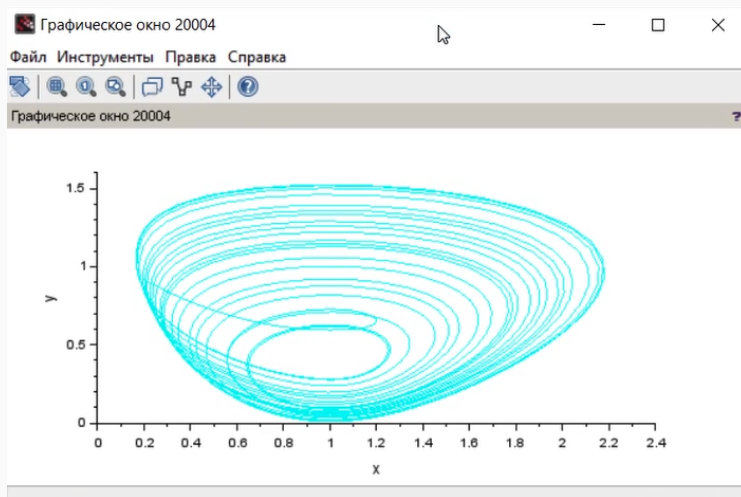 Графическое окно 20004
Файл Инструменты Правка Справка
Графическое окно 20004
?
1.5
1
0.5
0
y
0 0.2 0.4 0.6 0.8 1 1.2 1.4 1.6 1.8 2 2.2 2.4
x